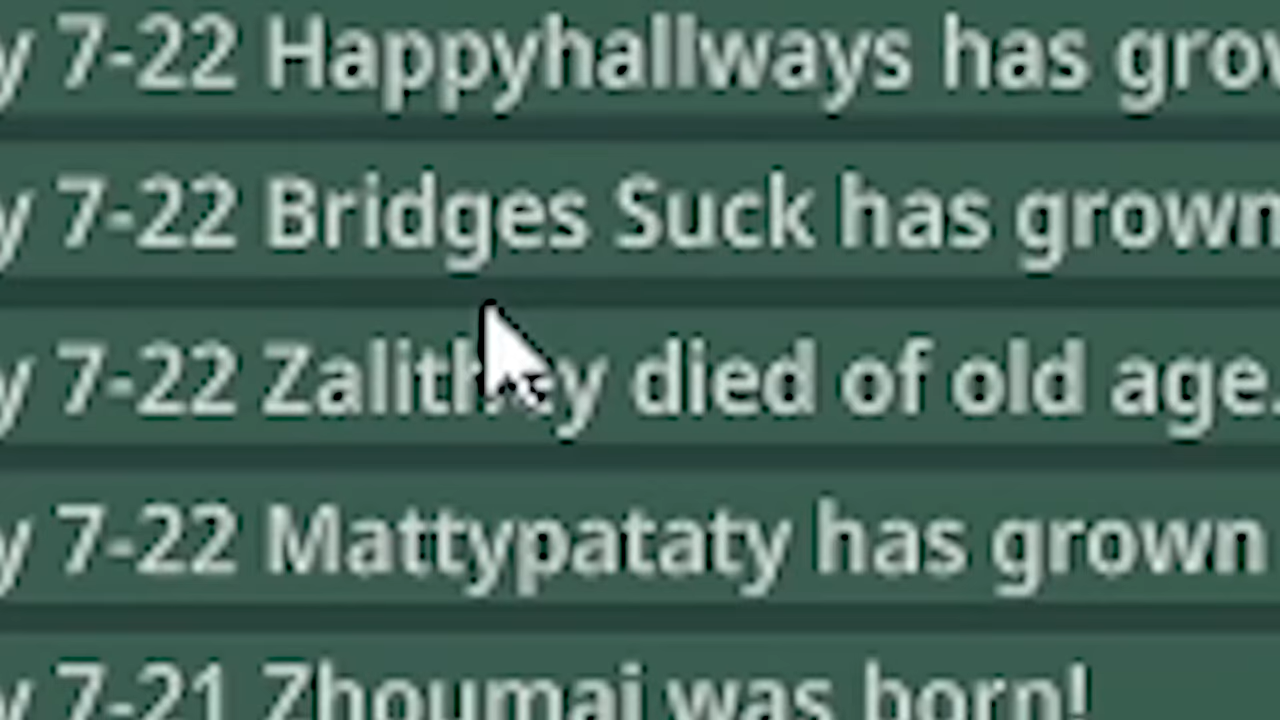 y 7-22 Happyhallways has grow
y 7-22 Bridges Suck has grown
y 7-22 died of old age.
y 7-22 Mattypataty has grown
y 7-21 Zhoumai was born!